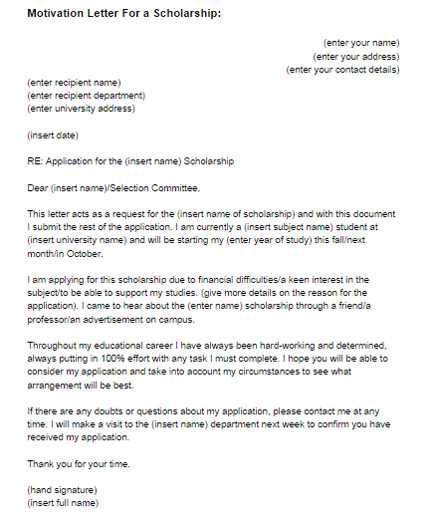 Motivation Letter For a Scholarship:
(enter your name)
(enter your address)
(enter your contact details)
(enter recipient name)
(enter recipient department)
(enter university address)
(insert date)
RE: Application for the (insert name) Scholarship
Dear (insert name)/Selection Committee,
This letter acts as a request for the (insert name of scholarship) and with this document
I submit the rest of the application. I am currently a (insert subject name) student at
(insert university name) and will be starting my (enter year of study) this fall/next
month/in October.
I am applying for this scholarship due to financial difficulties/a keen interest in the
subject/to be able to support my studies. (give more details on the reason for the
application). I came to hear about the (enter name) scholarship through a friend/a
professor/an advertisement on campus.
Throughout my educational career I have always been hard-working and determined,
always putting in 100% effort with any task I must complete. I hope you will be able to
consider my application and take into account my circumstances to see what
arrangement will be best.
If there are any doubts or questions about my application, please contact me at any
time. I will make a visit to the (insert name) department next week to confirm you have
received my application.
Thank you for your time.
(hand signature)
(insert full name)